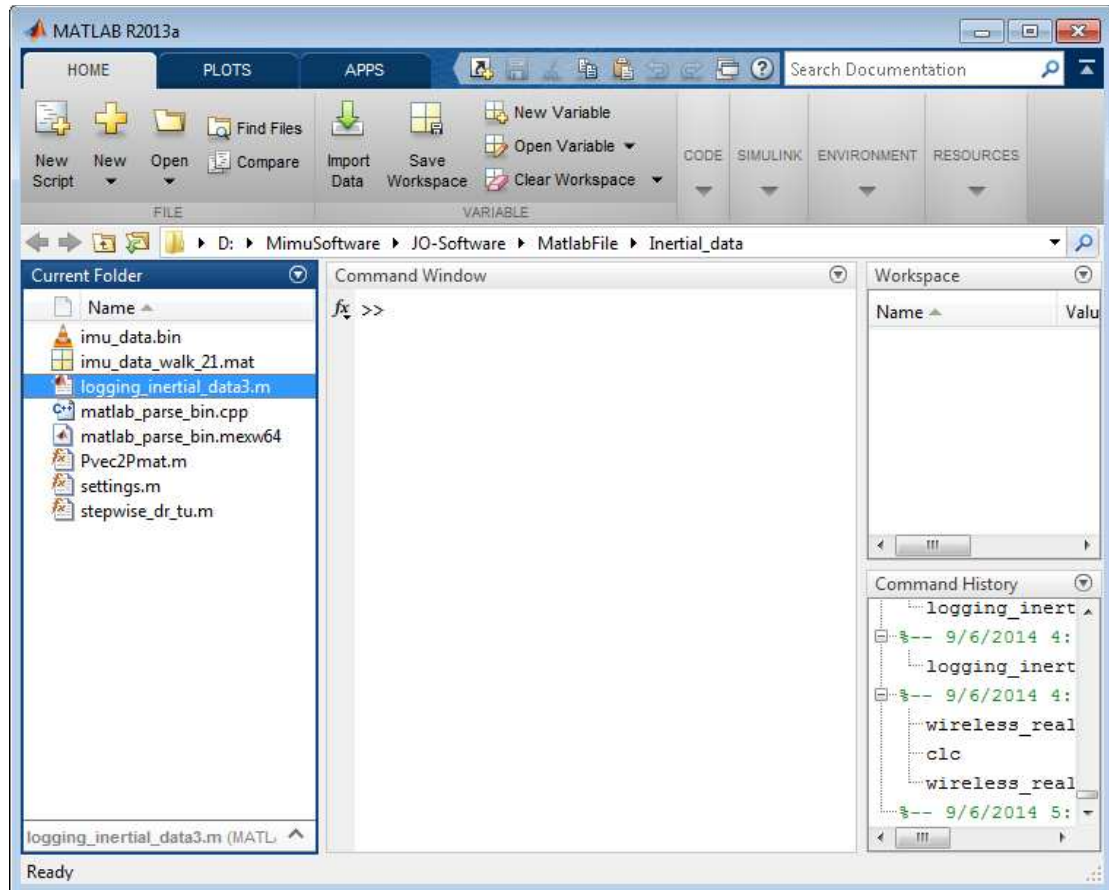 MATLAB R2013a
HOME PLOTS APPS Search Documentation
New Script
New
Open
Find Files
Compare
Import Data
Save Workspace
New Variable
Open Variable
Clear Workspace
CODE SIMULINK ENVIRONMENT RESOURCES
FILE VARIABLE
D: MimuSoftware JO-Software MatlabFile Inertial_data
Current Folder
Name
imu_data.bin
imu_data_walk_21.mat
logging_inertial_data3.m
matlab_parse_bin.cpp
matlab_parse_bin.mexw64
Pvec2Pmat.m
settings.m
stepwise_dr_tu.m
logging_inertial_data3.m (MATL
Command Window
fx >>
Workspace
Name Valu
Command History
logging_inert
%-- 9/6/2014 4:
logging_inert
%-- 9/6/2014 4:
wireless_real
clc
wireless_real
%-- 9/6/2014 5:
Ready